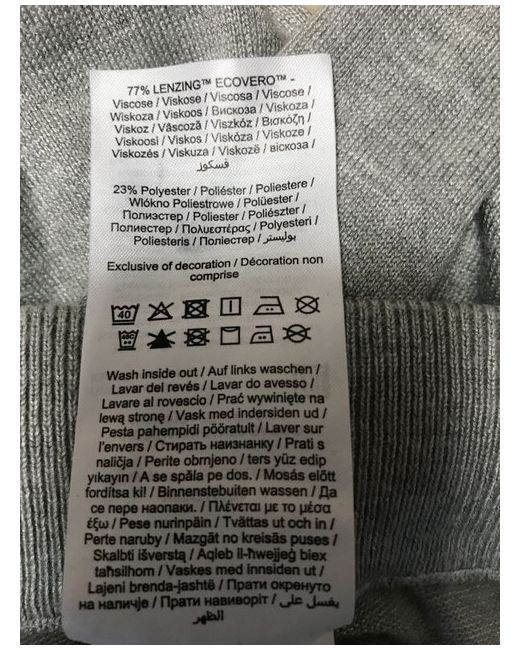 77% LENZING™ ECOVERO™ -
Viscose / Viskose / Viscosa / Viscose /
Wiskoza / Viskoos / Вискоза / Viskoza /
Viskoz / Vâscoză / Viszkóz / Βισκόζη /
Viskoosi / Viskos / Viskóza / Viskoze /
Viskozės / Viskuza / Viskozë / віскоза /
فسكوز
23% Polyester / Poliéster / Poliestere /
Włókno Poliestrowe / Polüester /
Полиэстер / Poliester / Poliészter /
Полиестер / Πολυεστέρας / Polyesteri /
Poliesteris / Поліестер / بوليستر /
Exclusive of decoration / Décoration non
comprise
40
40C
Wash inside out / Auf links waschen /
Lavar del revés / Lavar do avesso /
Lavare al rovescio / Prać wywinięte na
lewą stronę / Vask med indersiden ud /
Pesta pahempidi pööratult / Laver sur
l'envers / Стирать наизнанку / Prati s
naličja / Perite obrnjeno / ters yüz edip
yıkayın / A se spăla pe dos. / Mosás előtt
fordítsa ki! / Binnenstebuiten wassen / Да
се пере наопаки. / Πλένεται με το μέσα
έξω / Pese nurinpäin / Tvättas ut och in /
Perte naruby / Mazgāt no kreisās puses /
Skalbti išverstą / Aqleb il-ħwejjeġ biex
taħsilhom / Vaskes med innsiden ut /
Lajeni brenda-jashtë / Прати окренуто
на наличје / Прати навиворіт / يغسل على
الظهر